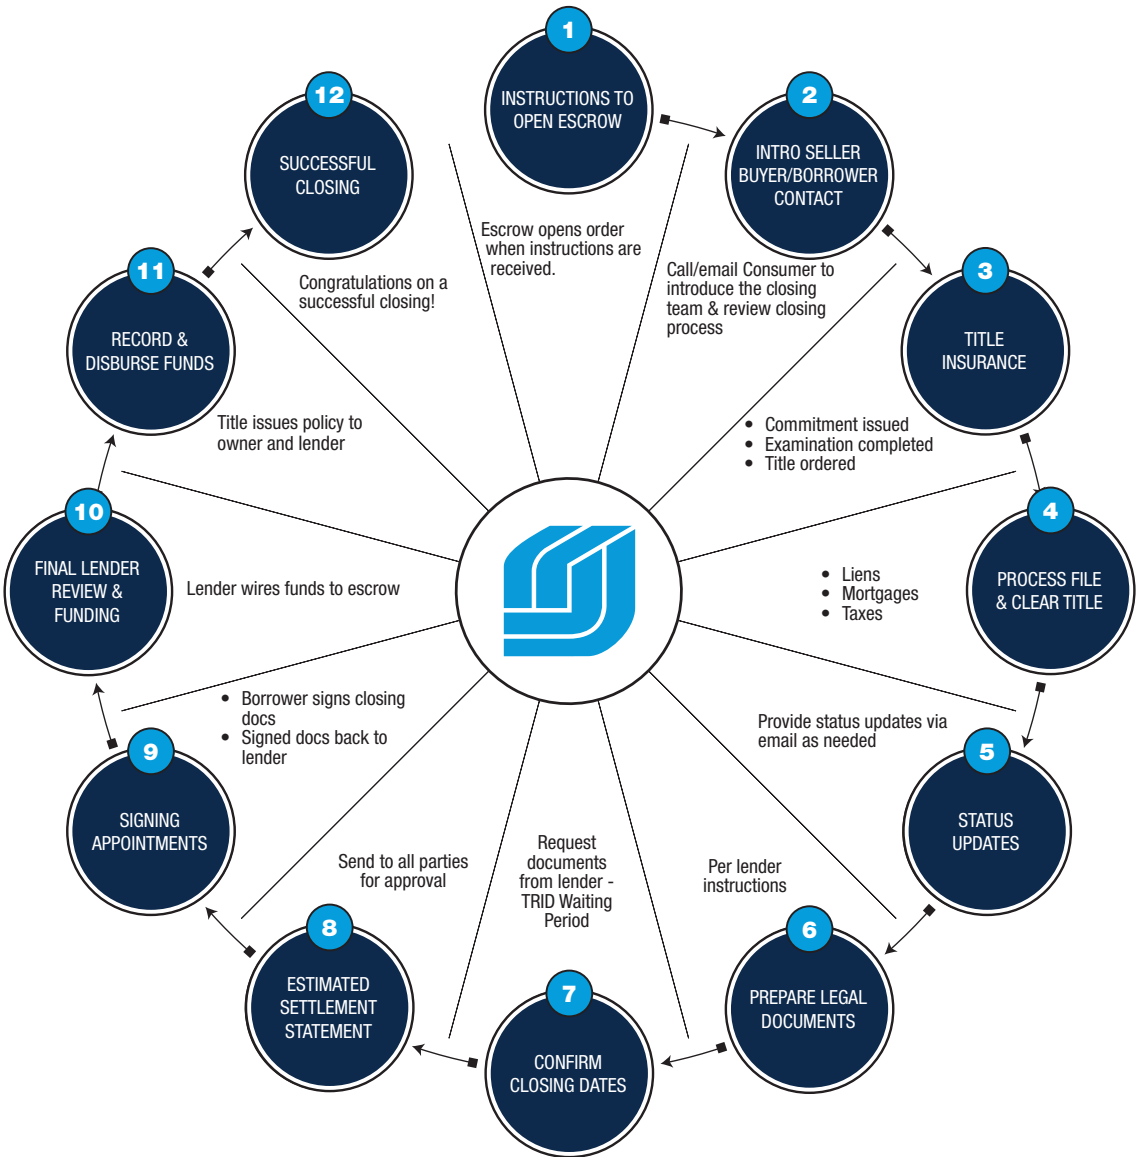 1
INSTRUCTIONS TO
OPEN ESCROW
Escrow opens order
when instructions are
received.
2
INTRO SELLER
BUYER/BORROWER
CONTACT
Call/email Consumer to
introduce the closing
team & review closing
process
3
TITLE
INSURANCE
• Commitment issued
• Examination completed
• Title ordered
4
PROCESS FILE
& CLEAR TITLE
• Liens
• Mortgages
• Taxes
5
STATUS
UPDATES
Provide status updates via
email as needed
6
PREPARE LEGAL
DOCUMENTS
Per lender
instructions
7
CONFIRM
CLOSING DATES
Request
documents
from lender -
TRID Waiting
Period
8
ESTIMATED
SETTLEMENT
STATEMENT
Send to all parties
for approval
9
SIGNING
APPOINTMENTS
• Borrower signs closing
docs
• Signed docs back to
lender
10
FINAL LENDER
REVIEW &
FUNDING
Lender wires funds to escrow
11
RECORD &
DISBURSE FUNDS
Title issues policy to
owner and lender
12
SUCCESSFUL
CLOSING
Congratulations on a
successful closing!